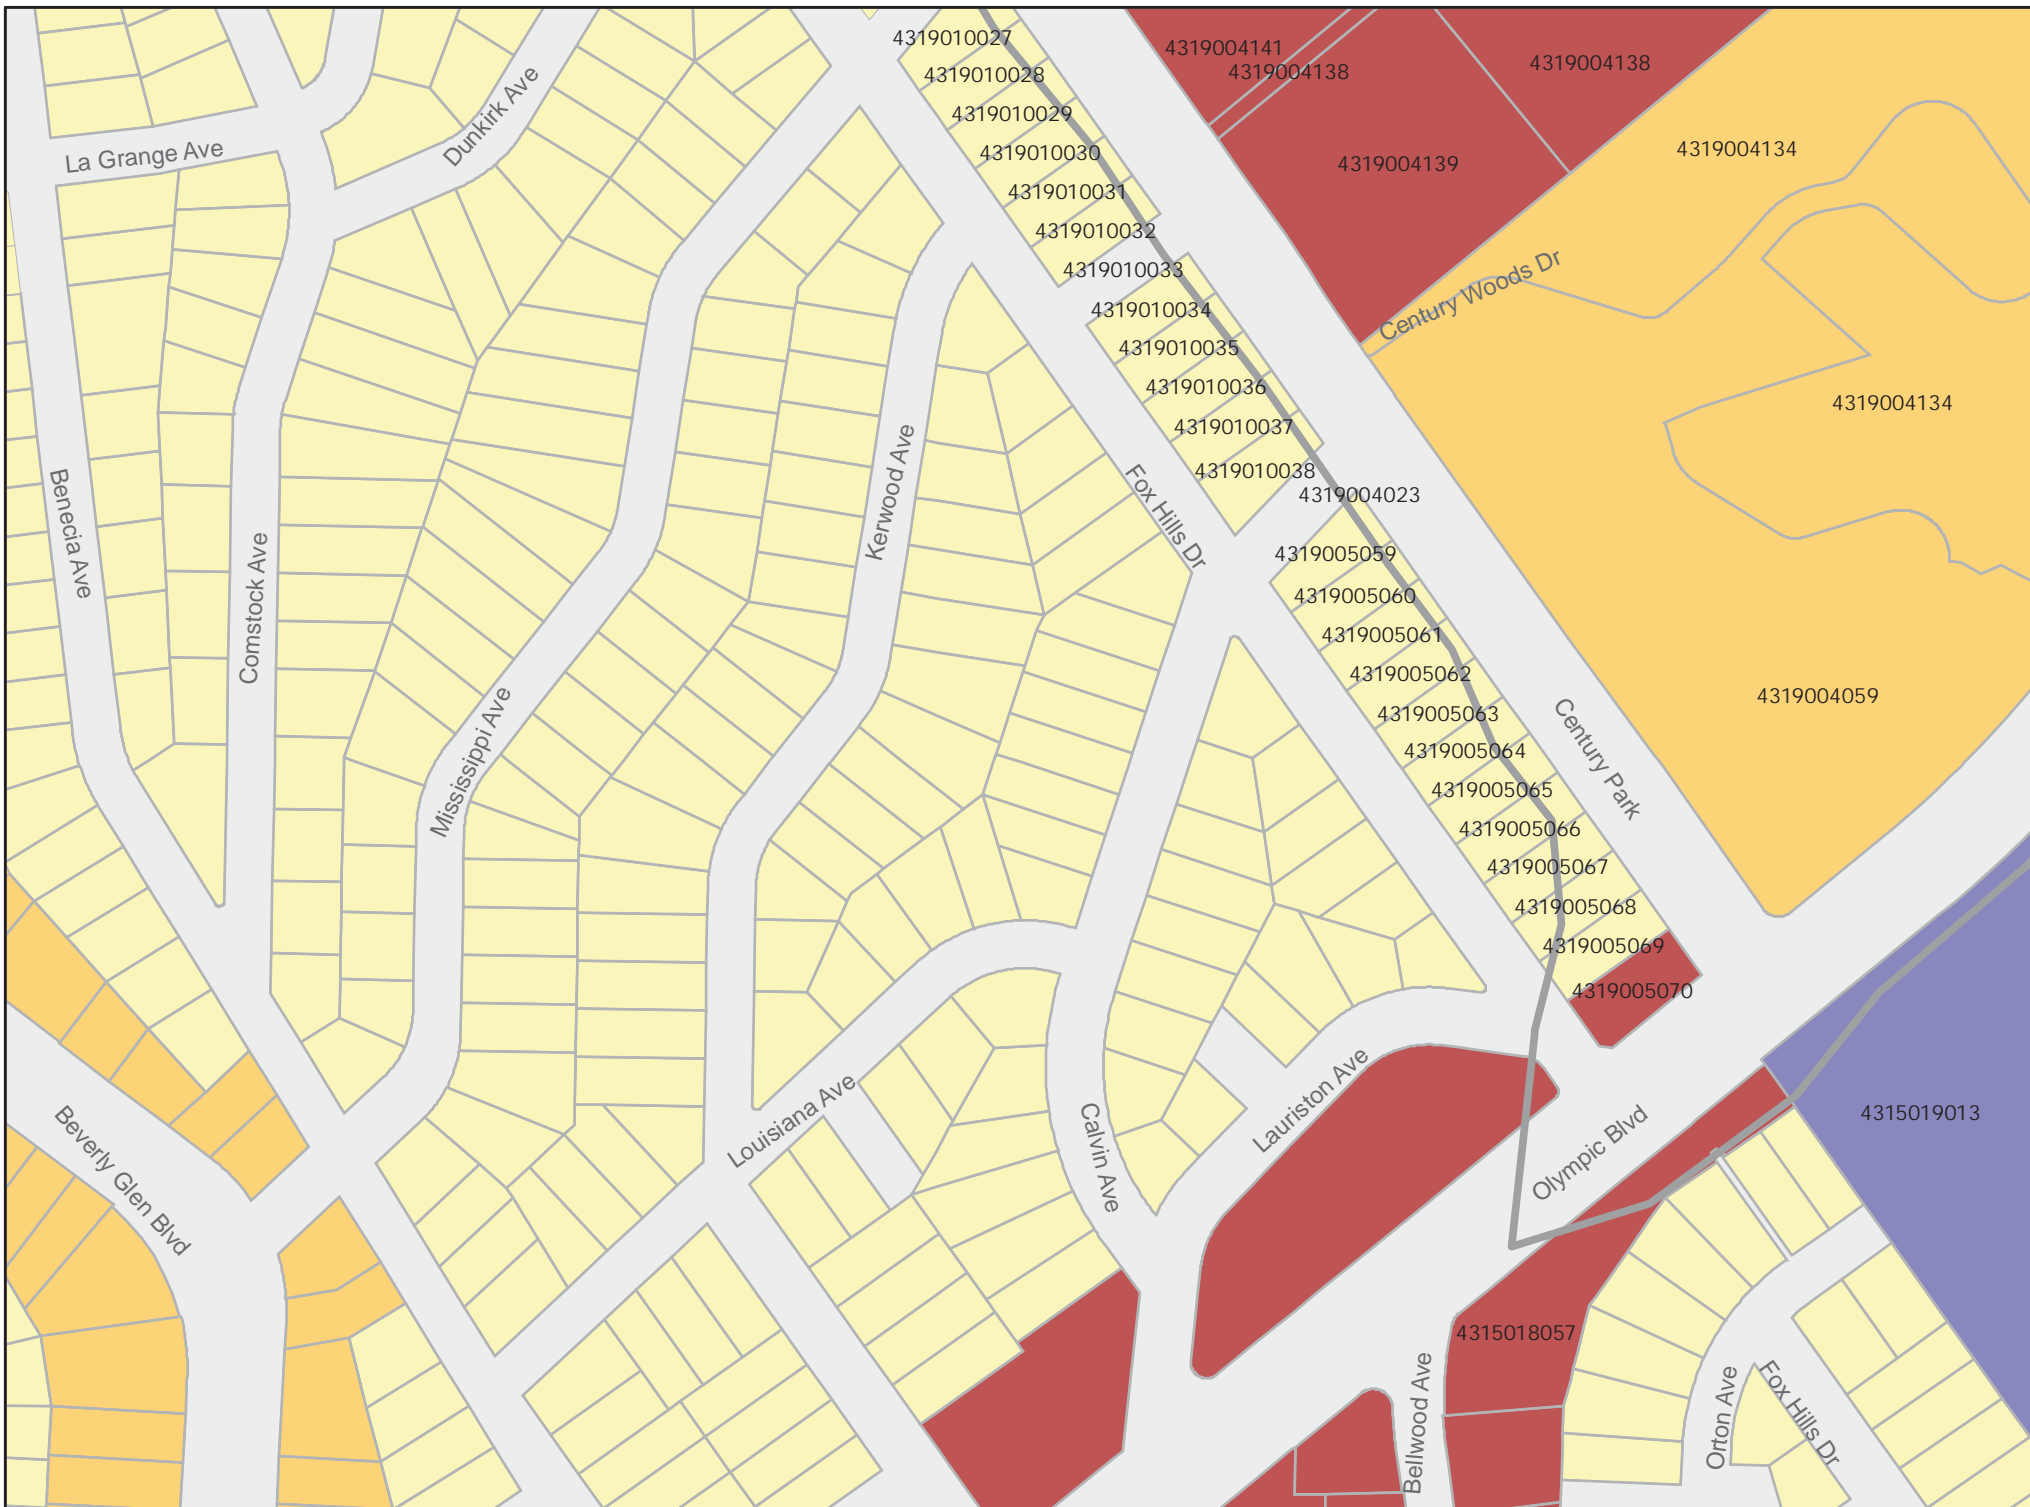 4319010027
4319004141
4319004138
4319004138
4319010028
4319010029
4319004134
4319010030
4319004139
La Grange Ave
Dunkirk Ave
4319010031
4319010032
4319010033
Century Woods Dr
4319010034
4319010035
4319010036
4319004134
4319010037
4319010038
4319004023
Fox Hills Dr
Kerwood Ave
Benecia Ave
Comstock Ave
4319005059
4319005060
4319005061
4319005062
4319004059
4319005063
4319005064
Century Park
Mississippi Ave
4319005065
4319005066
4319005067
4319005068
4319005069
4319005070
Lauriston Ave
Louisiana Ave
4315019013
Olympic Blvd
Calvin Ave
Beverly Glen Blvd
4315018057
Bellwood Ave
Orton Ave
Fox Hills Dr